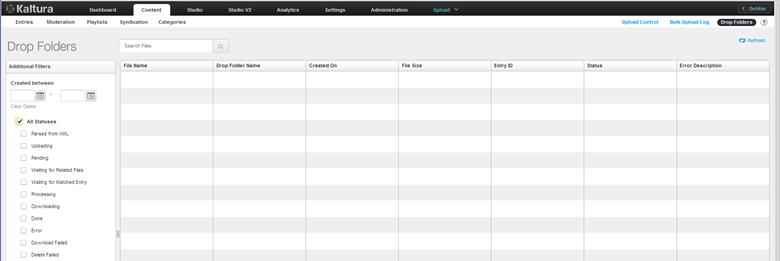 Kaltura Dashboard Content Studio Studio V2 Analytics Settings Administration Upload Debbie
Entries Moderation Playlists Syndication Categories Upload Control Bulk Upload Log Drop Folders ?
Drop Folders Search Files Refresh
Additional Filters File Name Drop Folder Name Created On File Size Entry ID Status Error Description
Created between
-
Clear Dates
All Statuses
Parsed from XML
Uploading
Pending
Waiting for Related Files
Waiting for Matched Entry
Processing
Downloading
Done
Error
Download Failed
Delete Failed